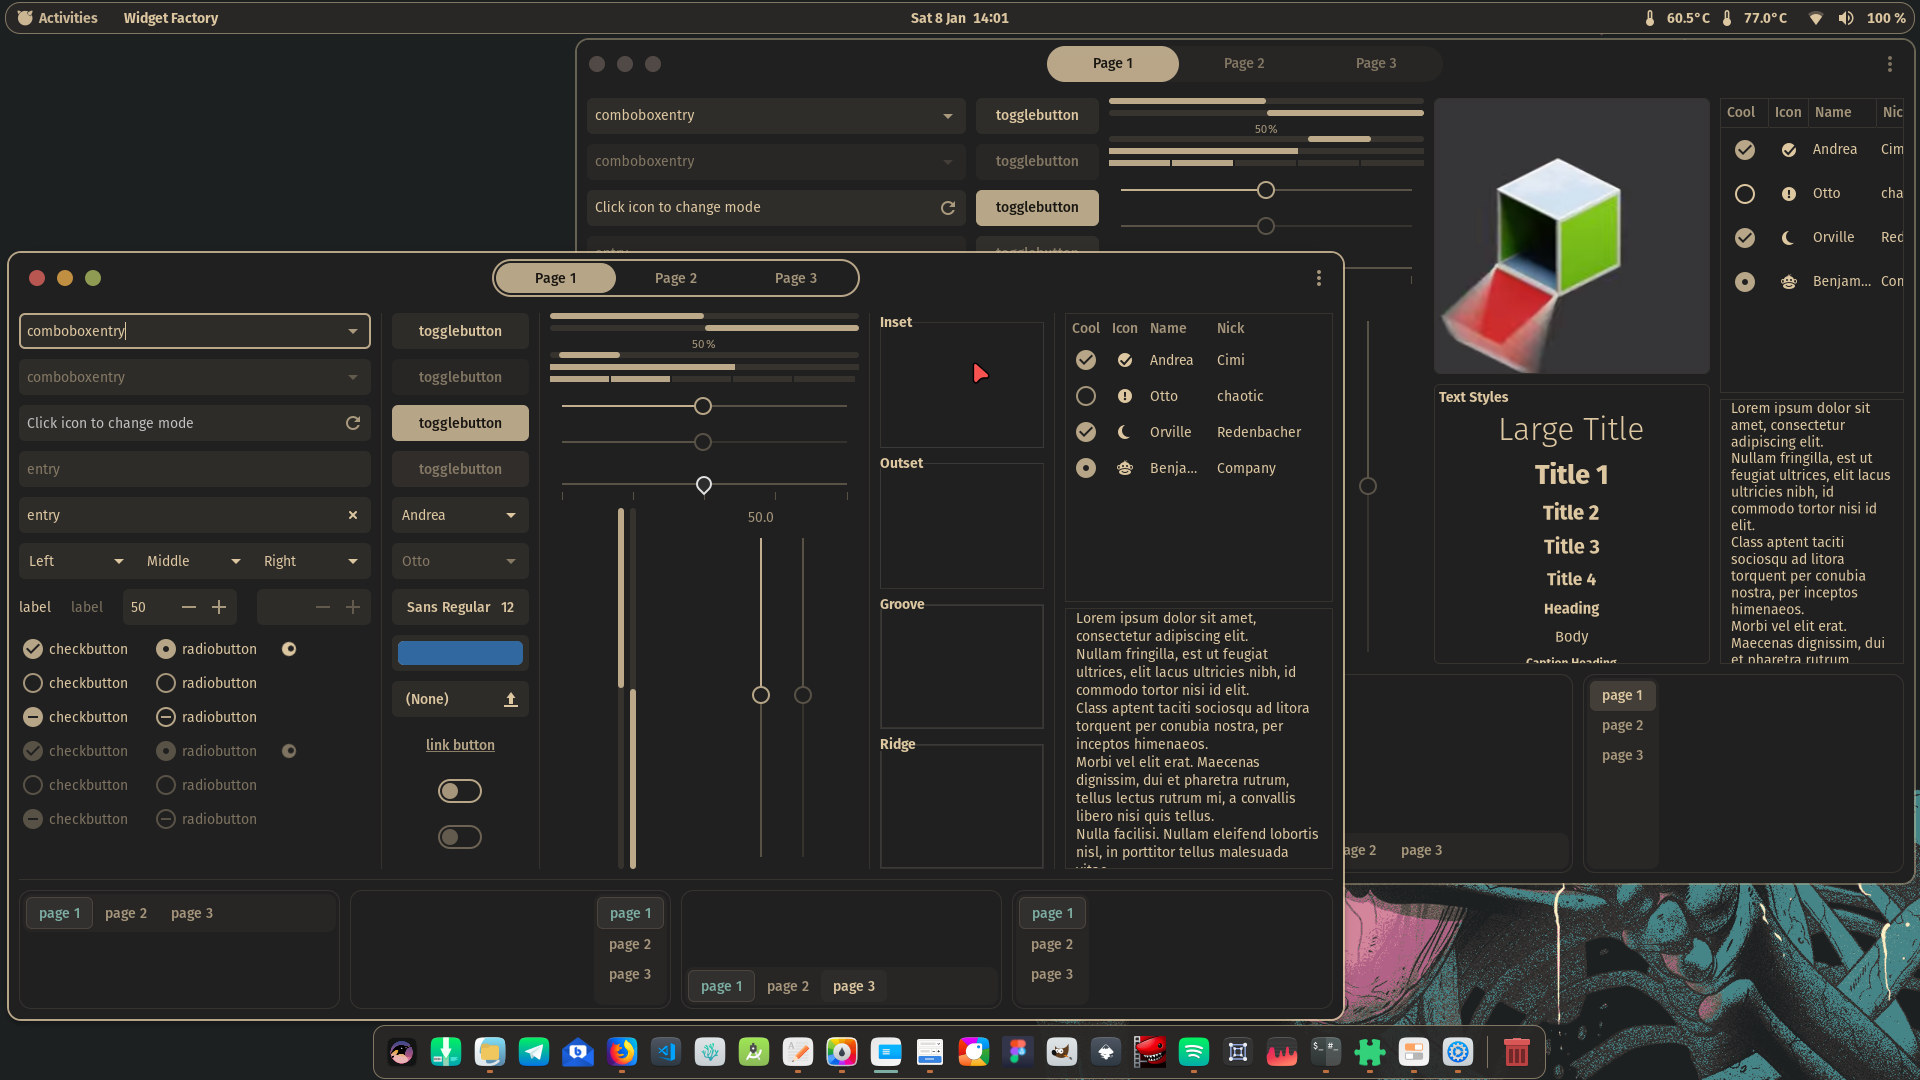 Activities
Widget Factory
Sat 8 Jan 14:01
60.5°C
77.0°C
100 %
Page 1
Page 2
Page 3
comboboxentry
togglebutton
50%
comboboxentry
togglebutton
Click icon to change mode
togglebutton
Cool Icon Name Nic
Andrea Cim
Otto cha
Orville Red
Benjam... Con
Text Styles
Large Title
Title 1
Title 2
Title 3
Title 4
Heading
Body
Caption Heading
Lorem ipsum dolor sit
amet, consectetur
adipiscing elit.
Nullam fringilla, est ut
feugiat ultrices, elit lacus
ultricies nibh, id
commodo tortor nisi id
elit.
Class aptent taciti
sociosqu ad litora
torquent per conubia
nostra, per inceptos
himenaeos.
Morbi vel elit erat.
Maecenas dignissim, dui
et pharetra rutrum
age 2
page 3
page 1
page 2
page 3
Page 1
Page 2
Page 3
comboboxentry
comboboxentry
Click icon to change mode
entry
entry
Left
Middle
Right
label
label
50
checkbutton
radiobutton
checkbutton
radiobutton
checkbutton
radiobutton
checkbutton
radiobutton
checkbutton
radiobutton
checkbutton
radiobutton
togglebutton
togglebutton
togglebutton
togglebutton
Andrea
Otto
Sans Regular 12
(None)
link button
50 %
50.0
Inset
Outset
Groove
Ridge
Cool Icon Name Nick
Andrea Cimi
Otto chaotic
Orville Redenbacher
Benja... Company
Lorem ipsum dolor sit amet,
consectetur adipiscing elit.
Nullam fringilla, est ut feugiat
ultrices, elit lacus ultricies nibh, id
commodo tortor nisi id elit.
Class aptent taciti sociosqu ad litora
torquent per conubia nostra, per
inceptos himenaeos.
Morbi vel elit erat. Maecenas
dignissim, dui et pharetra rutrum,
tellus lectus rutrum mi, a convallis
libero nisi quis tellus.
Nulla facilisi. Nullam eleifend lobortis
nisl, in porttitor tellus malesuada
page 1
page 2
page 3
page 1
page 2
page 3
page 1
page 2
page 3
page 1
page 2
page 3